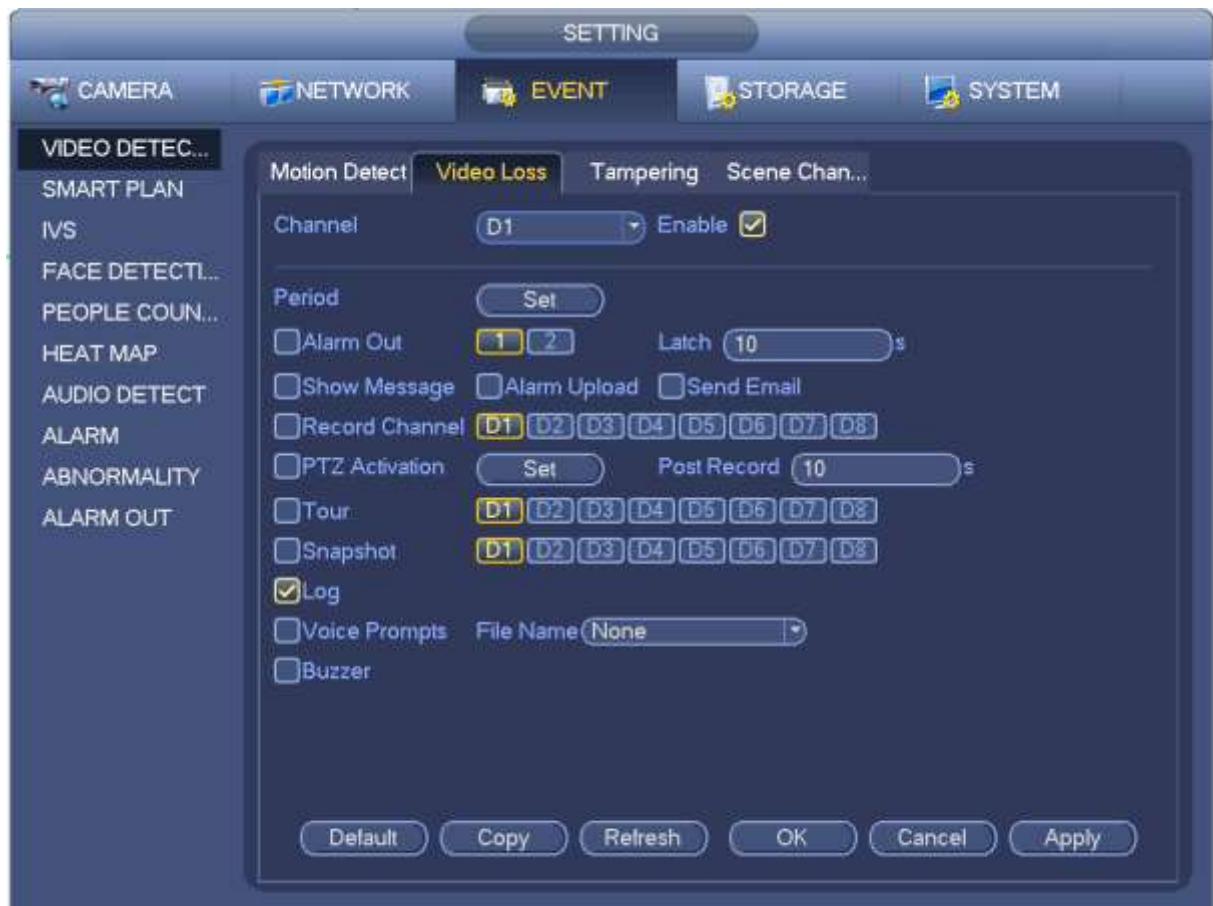 SETTING
CAMERA NETWORK EVENT STORAGE SYSTEM
VIDEO DETEC...
SMART PLAN
IVS
FACE DETECTI...
PEOPLE COUN...
HEAT MAP
AUDIO DETECT
ALARM
ABNORMALITY
ALARM OUT
Motion Detect Video Loss Tampering Scene Chan...
Channel D1 Enable
Period Set
Alarm Out 1 2 Latch 10 s
Show Message Alarm Upload Send Email
Record Channel D1 D2 D3 D4 D5 D6 D7 D8
PTZ Activation Set Post Record 10 s
Tour D1 D2 D3 D4 D5 D6 D7 D8
Snapshot D1 D2 D3 D4 D5 D6 D7 D8
Log
Voice Prompts File Name None
Buzzer
Default Copy Refresh OK Cancel Apply